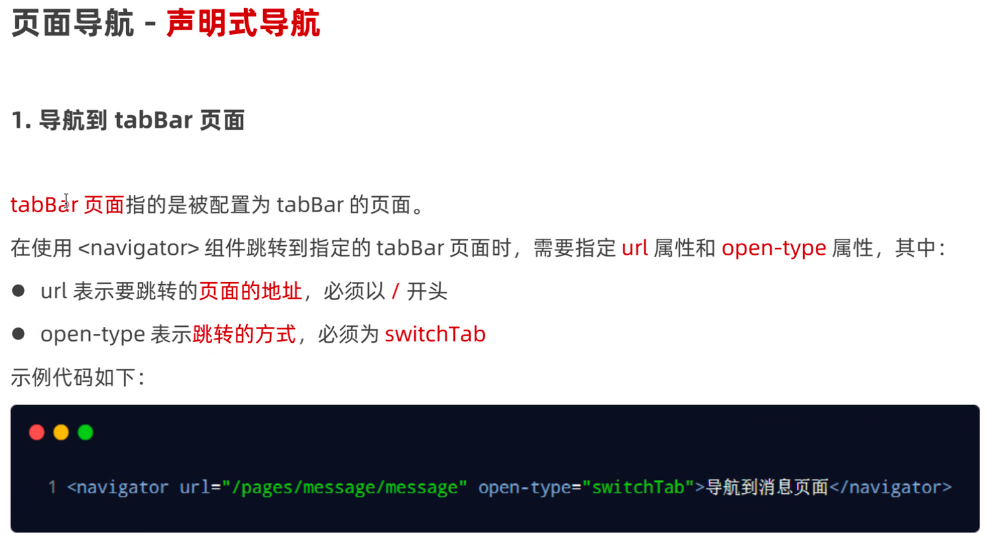 页面导航 - 声明式导航
1. 导航到 tabBar 页面
tabBar 页面指的是被配置为 tabBar 的页面。
在使用 <navigator> 组件跳转到指定的 tabBar 页面时，需要指定 url 属性和 open-type 属性，其中：
● url 表示要跳转的页面的地址，必须以 / 开头
● open-type 表示跳转的方式，必须为 switchTab
示例代码如下：
1 <navigator url="/pages/message/message" open-type="switchTab">导航到消息页面</navigator>